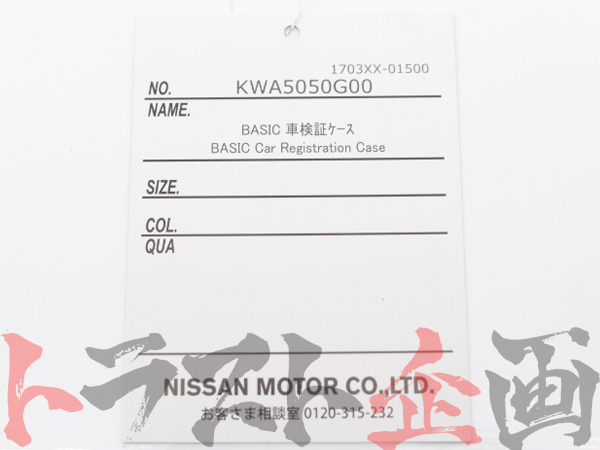 1703XX-01500
NO. KWA5050G00
NAME.
BASIC 車検証ケース
BASIC Car Registration Case
SIZE.
COL.
QUA
NISSAN MOTOR CO.,LTD.
お客さま相談室 0120-315-232
トラスト企画